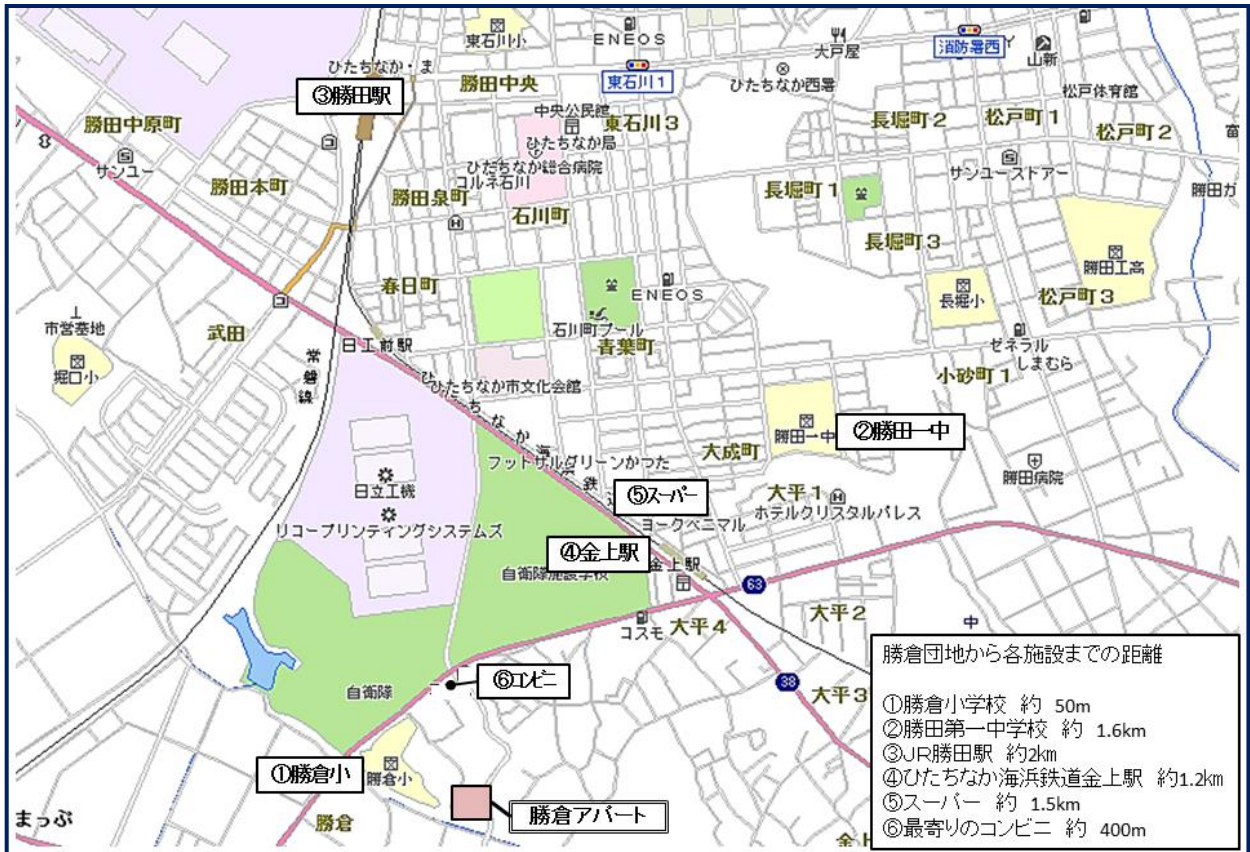 東石川小
ENEOS
大戸屋
消防署西
山新
ひたちなか・ま
③勝田駅
勝田中央
東石川1
ひたちなか西署
松戸体育館
中央公民館
東石川3
長堀町2
松戸町1
松戸町2
勝田中原町
ひたちなか局
サンユー
ひたちなか総合病院
サンユーストアー
勝田本町
コルネ石川
勝田泉町
長堀町1
勝田ガ
石川町
長堀町3
勝田工高
春日町
ENEOS
長堀小
松戸町3
市営墓地
武田
石川町プール
日工前駅
青葉町
ゼネラル
しまむら
堀口小
常磐線
ひたちなか市文化会館
小砂町1
ひたちなか海浜鉄道
勝田一中
②勝田一中
大成町
フットサルグリーンかつた
勝田病院
日立工機
⑤スーパー
大平1
ホテルクリスタルパレス
リコープリンティングシステムズ
ヨークベニマル
④金上駅
金上駅
自衛隊施設学校
63
コスモ
大平4
大平2
中
⑥コンビニ
自衛隊
38
大平3
①勝倉小
勝倉小
勝倉アパート
まっぷ
勝倉
金上
勝倉団地から各施設までの距離
①勝倉小学校 約 50m
②勝田第一中学校 約 1.6km
③JR勝田駅 約2km
④ひたちなか海浜鉄道金上駅 約1.2km
⑤スーパー 約 1.5km
⑥最寄りのコンビニ 約 400m